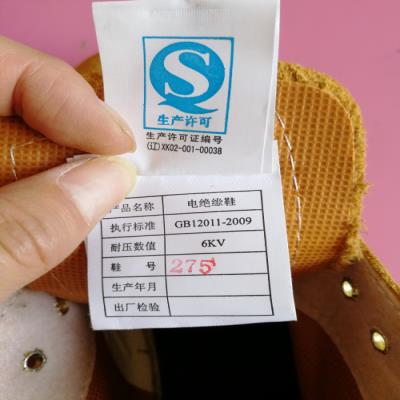 S
生产许可
生产许可证编号
(辽)XK02-001-00038
产品名称 电绝缘鞋
执行标准 GB12011-2009
耐压数值 6KV
鞋 号 275
生产年月
出厂检验